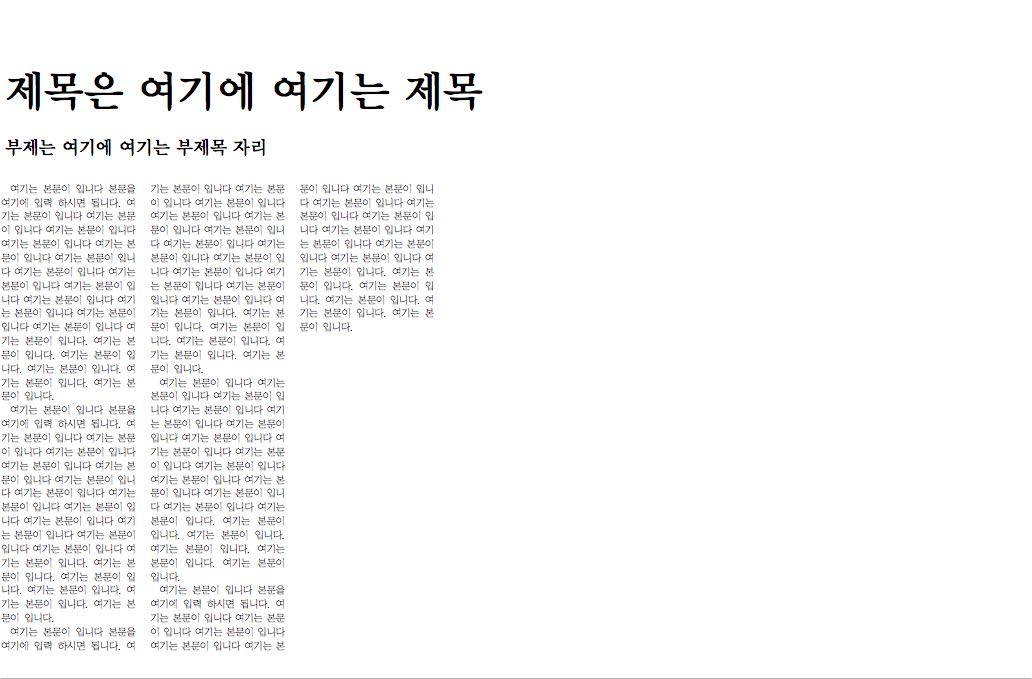 제목은 여기에 여기는 제목
부제는 여기에 여기는 부제목 자리
여기는 본문이 입니다 본문을
여기에 입력 하시면 됩니다. 여
기는 본문이 입니다 여기는 본문
이 입니다 여기는 본문이 입니다
여기는 본문이 입니다 여기는 본
문이 입니다 여기는 본문이 입니
다 여기는 본문이 입니다 여기는
본문이 입니다 여기는 본문이 입
니다 여기는 본문이 입니다 여기
는 본문이 입니다 여기는 본문이
입니다 여기는 본문이 입니다 여
기는 본문이 입니다. 여기는 본
문이 입니다. 여기는 본문이 입
니다. 여기는 본문이 입니다. 여
기는 본문이 입니다. 여기는 본
문이 입니다.
여기는 본문이 입니다 본문을
여기에 입력 하시면 됩니다. 여
기는 본문이 입니다 여기는 본문
이 입니다 여기는 본문이 입니다
여기는 본문이 입니다 여기는 본
문이 입니다 여기는 본문이 입니
다 여기는 본문이 입니다 여기는
본문이 입니다 여기는 본문이 입
니다 여기는 본문이 입니다 여기
는 본문이 입니다 여기는 본문이
입니다 여기는 본문이 입니다 여
기는 본문이 입니다. 여기는 본
문이 입니다. 여기는 본문이 입
니다. 여기는 본문이 입니다. 여
기는 본문이 입니다. 여기는 본
문이 입니다.
여기는 본문이 입니다 본문을
여기에 입력 하시면 됩니다. 여
기는 본문이 입니다 여기는 본문
이 입니다 여기는 본문이 입니다
여기는 본문이 입니다 여기는 본
문이 입니다 여기는 본문이 입니
다 여기는 본문이 입니다 여기는
본문이 입니다 여기는 본문이 입
니다 여기는 본문이 입니다 여기
는 본문이 입니다 여기는 본문이
입니다 여기는 본문이 입니다 여
기는 본문이 입니다. 여기는 본
문이 입니다. 여기는 본문이 입
니다. 여기는 본문이 입니다. 여
기는 본문이 입니다. 여기는 본
문이 입니다.
여기는 본문이 입니다 여기는
본문이 입니다 여기는 본문이 입
니다 여기는 본문이 입니다 여기
는 본문이 입니다 여기는 본문이
입니다 여기는 본문이 입니다 여
기는 본문이 입니다 여기는 본문
이 입니다 여기는 본문이 입니다
여기는 본문이 입니다 여기는 본
문이 입니다 여기는 본문이 입니
다 여기는 본문이 입니다 여기는
본문이 입니다. 여기는 본문이
입니다. 여기는 본문이 입니다.
여기는 본문이 입니다. 여기는
본문이 입니다. 여기는 본문이
입니다.
여기는 본문이 입니다 본문을
여기에 입력 하시면 됩니다. 여
기는 본문이 입니다 여기는 본문
이 입니다 여기는 본문이 입니다
여기는 본문이 입니다 여기는 본
문이 입니다 여기는 본문이 입니
다 여기는 본문이 입니다 여기는
본문이 입니다 여기는 본문이 입
니다 여기는 본문이 입니다 여기
는 본문이 입니다 여기는 본문이
입니다 여기는 본문이 입니다 여
기는 본문이 입니다. 여기는 본
문이 입니다. 여기는 본문이 입
니다. 여기는 본문이 입니다. 여
기는 본문이 입니다. 여기는 본
문이 입니다.